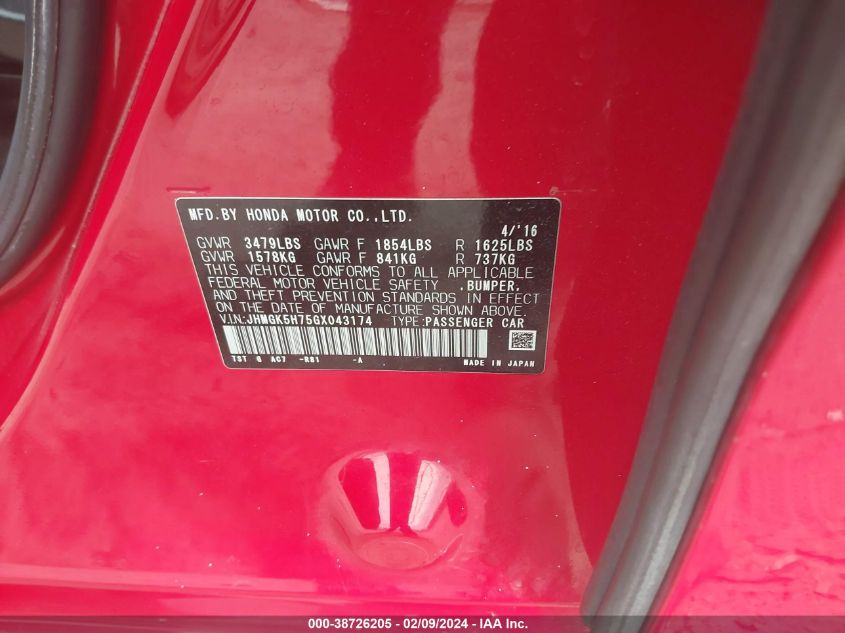 MFD.BY HONDA MOTOR CO.,LTD.
4/'16
GVWR 3479LBS GAWR F 1854LBS R 1625LBS
GVWR 1578KG GAWR F 841KG R 737KG
THIS VEHICLE CONFORMS TO ALL APPLICABLE
FEDERAL MOTOR VEHICLE SAFETY ,BUMPER,
AND THEFT PREVENTION STANDARDS IN EFFECT
ON THE DATE OF MANUFACTURE SHOWN ABOVE.
VIN:JHMGK5H75GX043174 TYPE:PASSENGER CAR
TST G AC7 -R81 -A MADE IN JAPAN
000-38726205 - 02/09/2024 - IAA Inc.